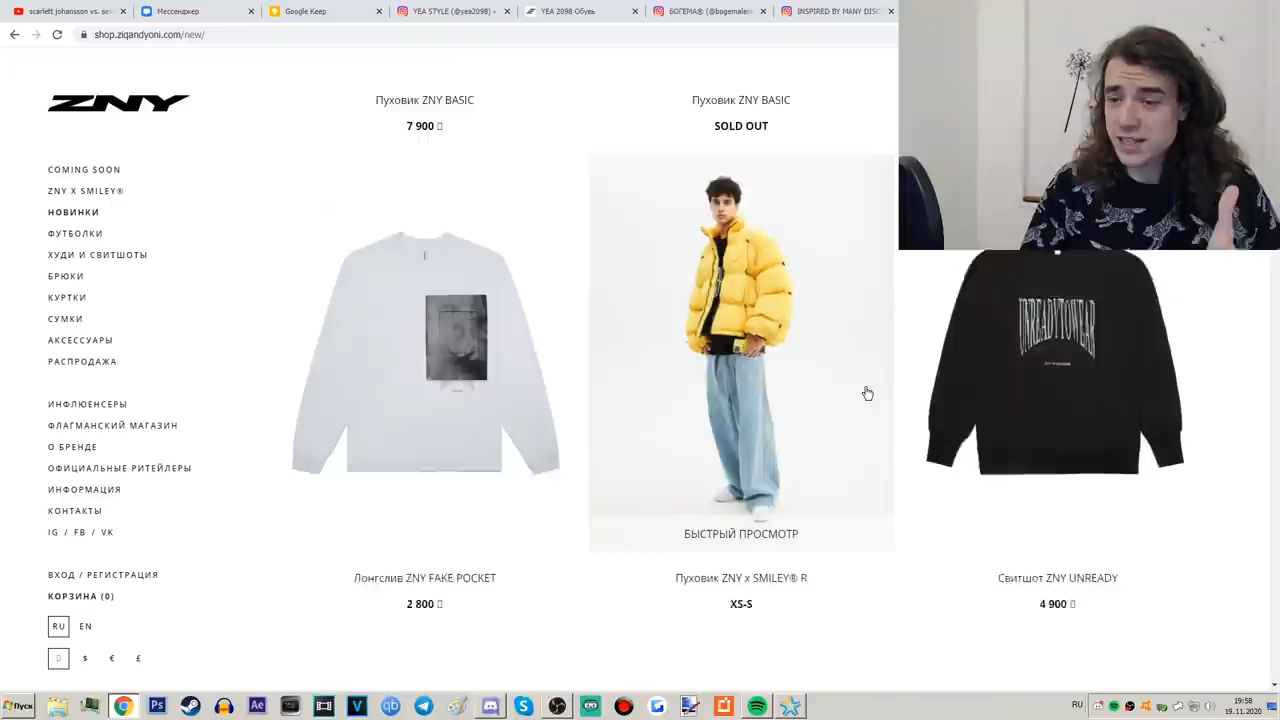 scarlett johansson vs. se
Мессенджер
Google Keep
YEA STYLE (@yea2098) •
YEA 2098 Обувь
INSPIRED BY MANY DISC
shop.ziqandyoni.com/new/
ZNY
Пуховик ZNY BASIC
7 900
Пуховик ZNY BASIC
SOLD OUT
COMING SOON
ZNY X SMILEY®
НОВИНКИ
ФУТБОЛКИ
ХУДИ И СВИТШОТЫ
БРЮКИ
КУРТКИ
СУМКИ
АКСЕССУАРЫ
РАСПРОДАЖА
ИНФЛЮЕНСЕРЫ
ФЛАГМАНСКИЙ МАГАЗИН
О БРЕНДЕ
ОФИЦИАЛЬНЫЕ РИТЕЙЛЕРЫ
ИНФОРМАЦИЯ
КОНТАКТЫ
IG / FB / VK
ВХОД / РЕГИСТРАЦИЯ
КОРЗИНА (0)
RU EN
$ € £
UNREADYTOWEAR
БЫСТРЫЙ ПРОСМОТР
Лонгслив ZNY FAKE POCKET
2 800
Пуховик ZNY x SMILEY® R
XS-S
Свитшот ZNY UNREADY
4 900
Пуск
RU
19:58
19.11.2020